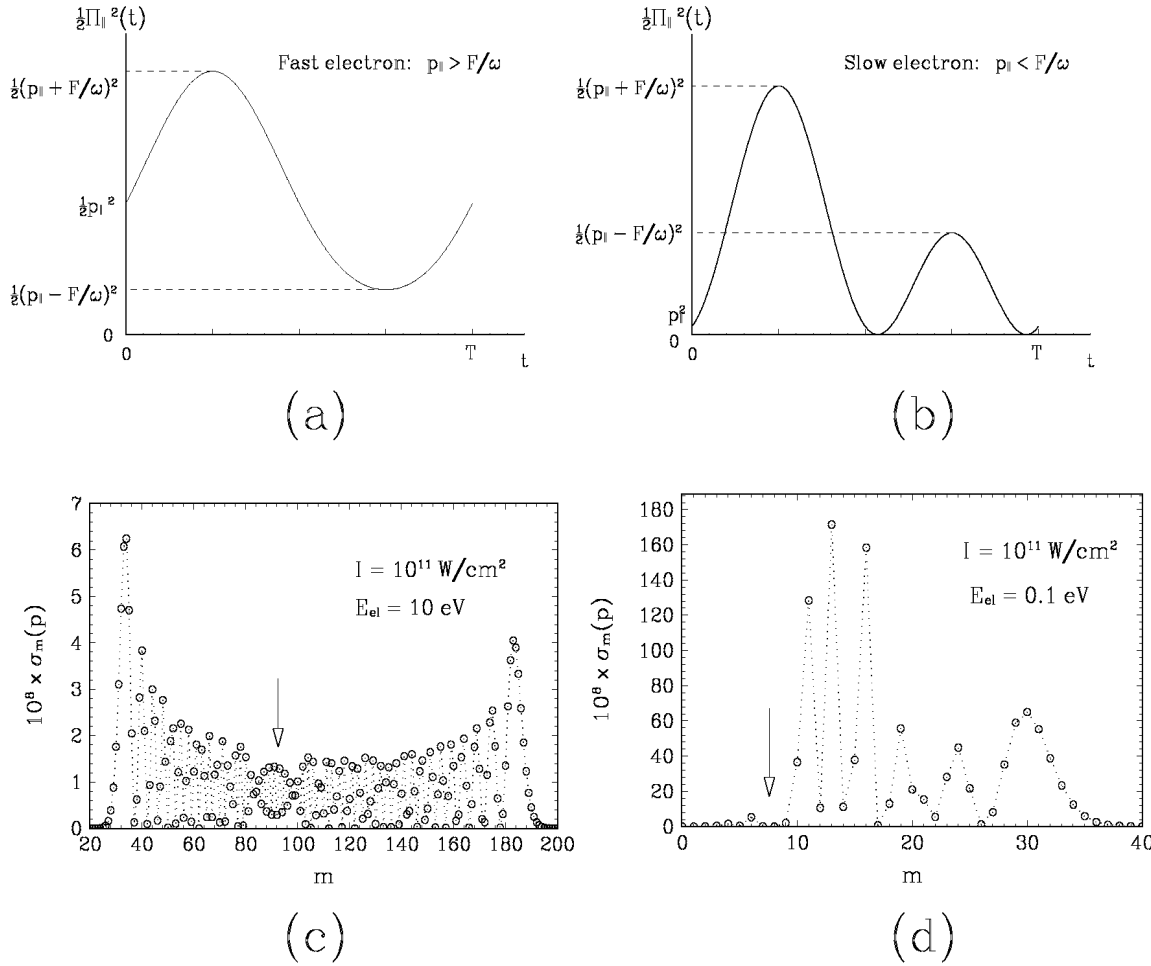 ½Π∥²(t)
Fast electron: p∥ > F/ω
½(p∥ + F/ω)²
½p∥²
½(p∥ − F/ω)²
0
0 T t
(a)
½Π∥²(t)
Slow electron: p∥ < F/ω
½(p∥ + F/ω)²
½(p∥ − F/ω)²
p∥²
0
0 T t
(b)
7
6
5
4
3
2
1
0
10⁸ × σₘ(p)
I = 10¹¹ W/cm²
Eₑₗ = 10 eV
20 40 60 80 100 120 140 160 180 200
m
(c)
180
160
140
120
100
80
60
40
20
0
10⁸ × σₘ(p)
I = 10¹¹ W/cm²
Eₑₗ = 0.1 eV
0 10 20 30 40
m
(d)